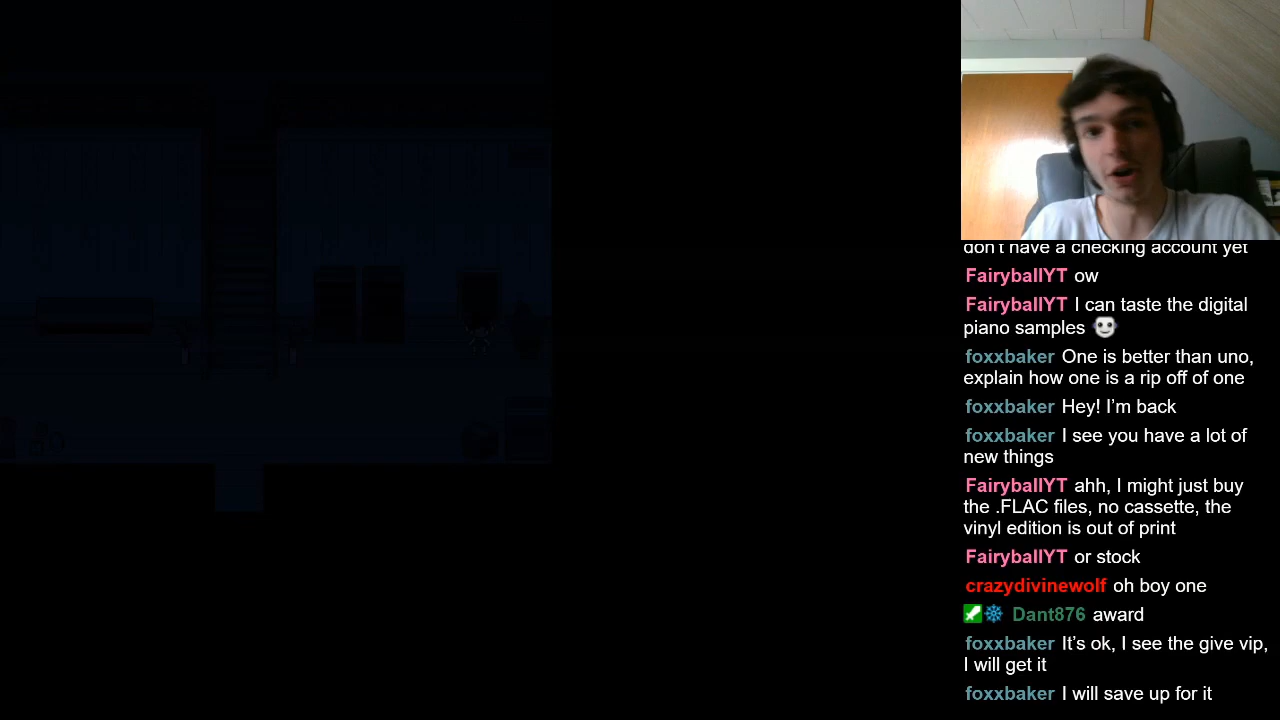 don't have a checking account yet
FairyballYT ow
FairyballYT I can taste the digital
piano samples
foxxbaker One is better than uno,
explain how one is a rip off of one
foxxbaker Hey! I'm back
foxxbaker I see you have a lot of
new things
FairyballYT ahh, I might just buy
the .FLAC files, no cassette, the
vinyl edition is out of print
FairyballYT or stock
crazydivinewolf oh boy one
Dant876 award
foxxbaker It's ok, I see the give vip,
I will get it
foxxbaker I will save up for it